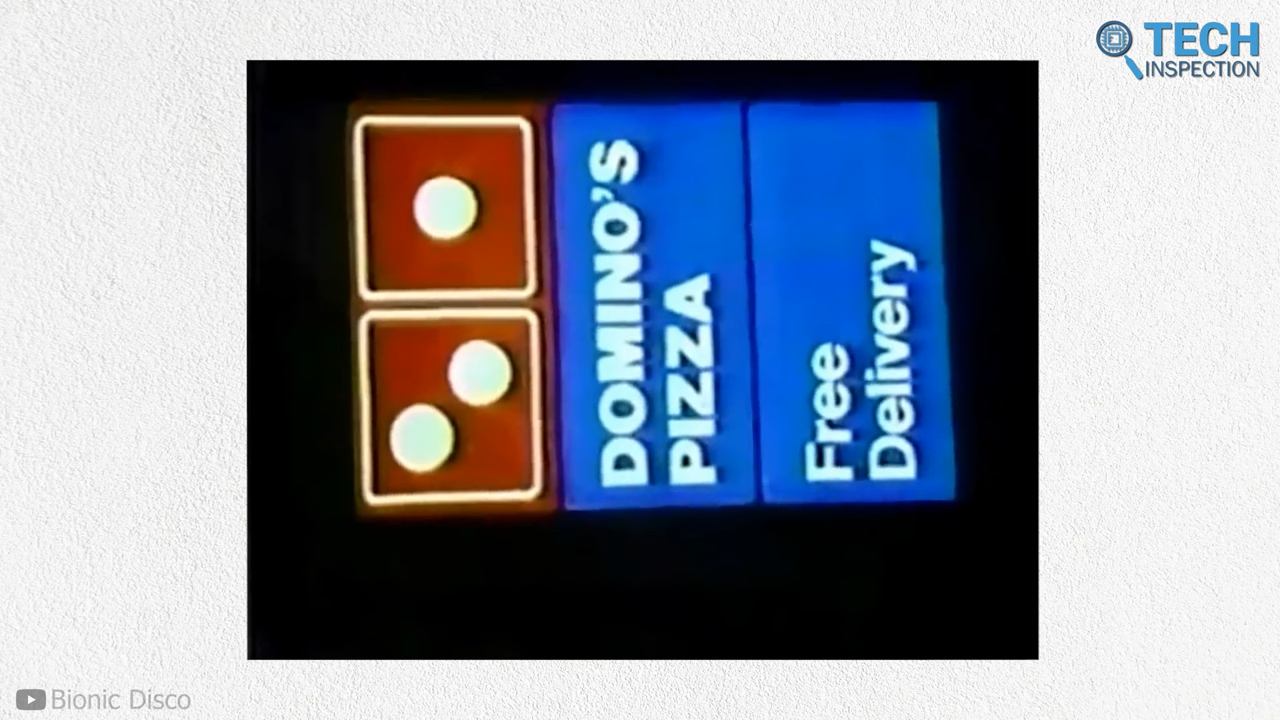 TECH
INSPECTION
DOMINO'S
PIZZA
Free
Delivery
Bionic Disco